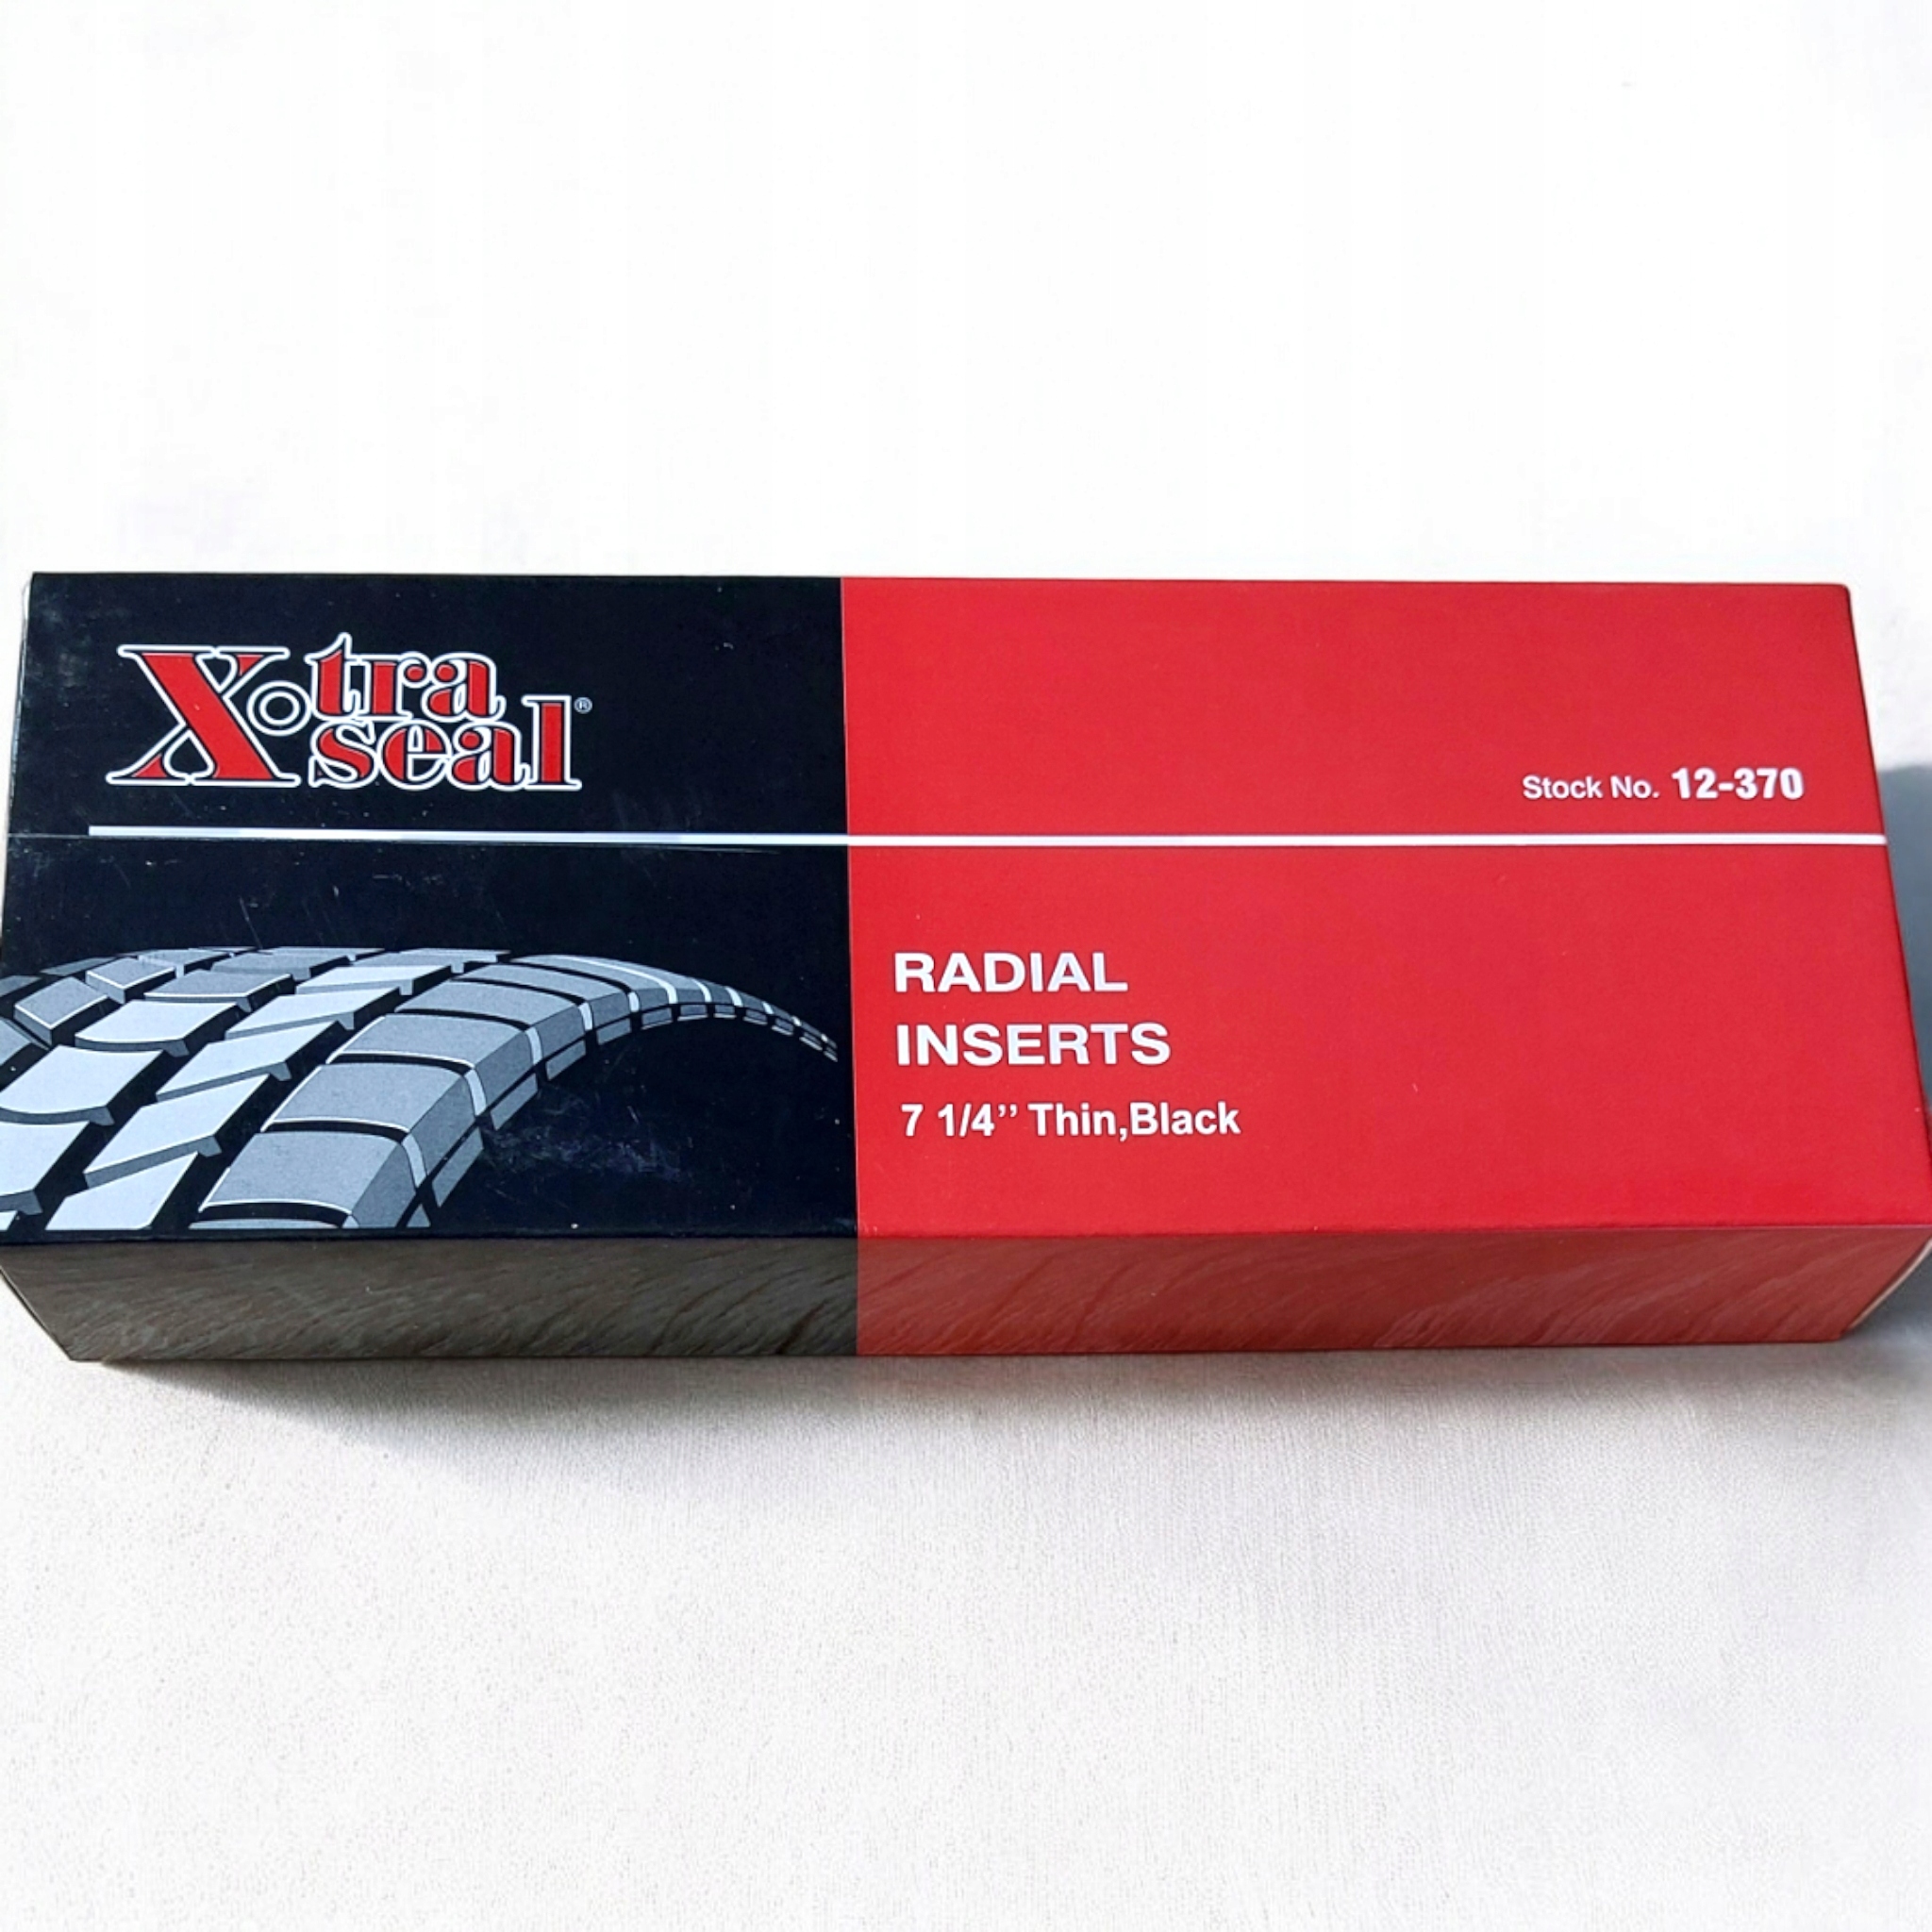 Xtra
seal®
Stock No. 12-370
RADIAL
INSERTS
7 1/4’’ Thin,Black